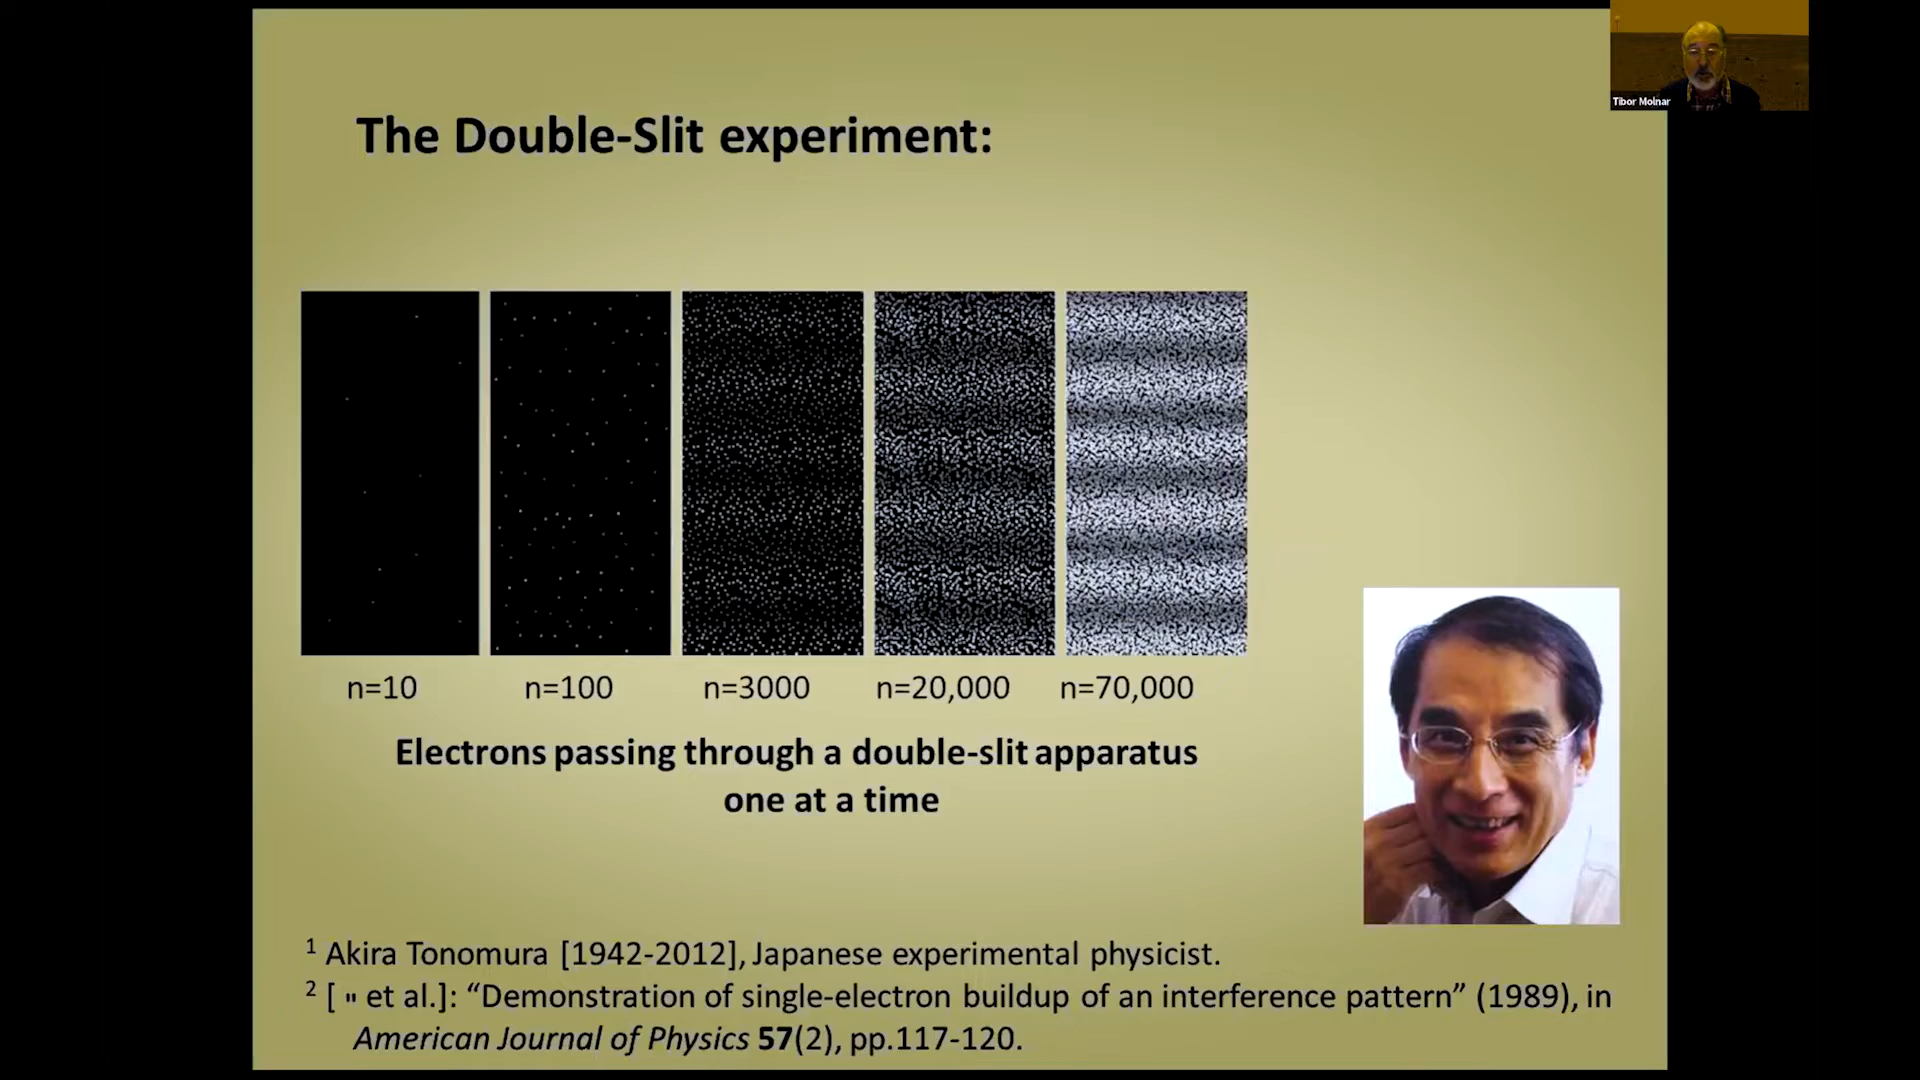 Tibor Molnar
The Double-Slit experiment:
n=10 n=100 n=3000 n=20,000 n=70,000
Electrons passing through a double-slit apparatus
one at a time
1 Akira Tonomura [1942-2012], Japanese experimental physicist.
2 [ " et al.]: “Demonstration of single-electron buildup of an interference pattern” (1989), in
American Journal of Physics 57(2), pp.117-120.